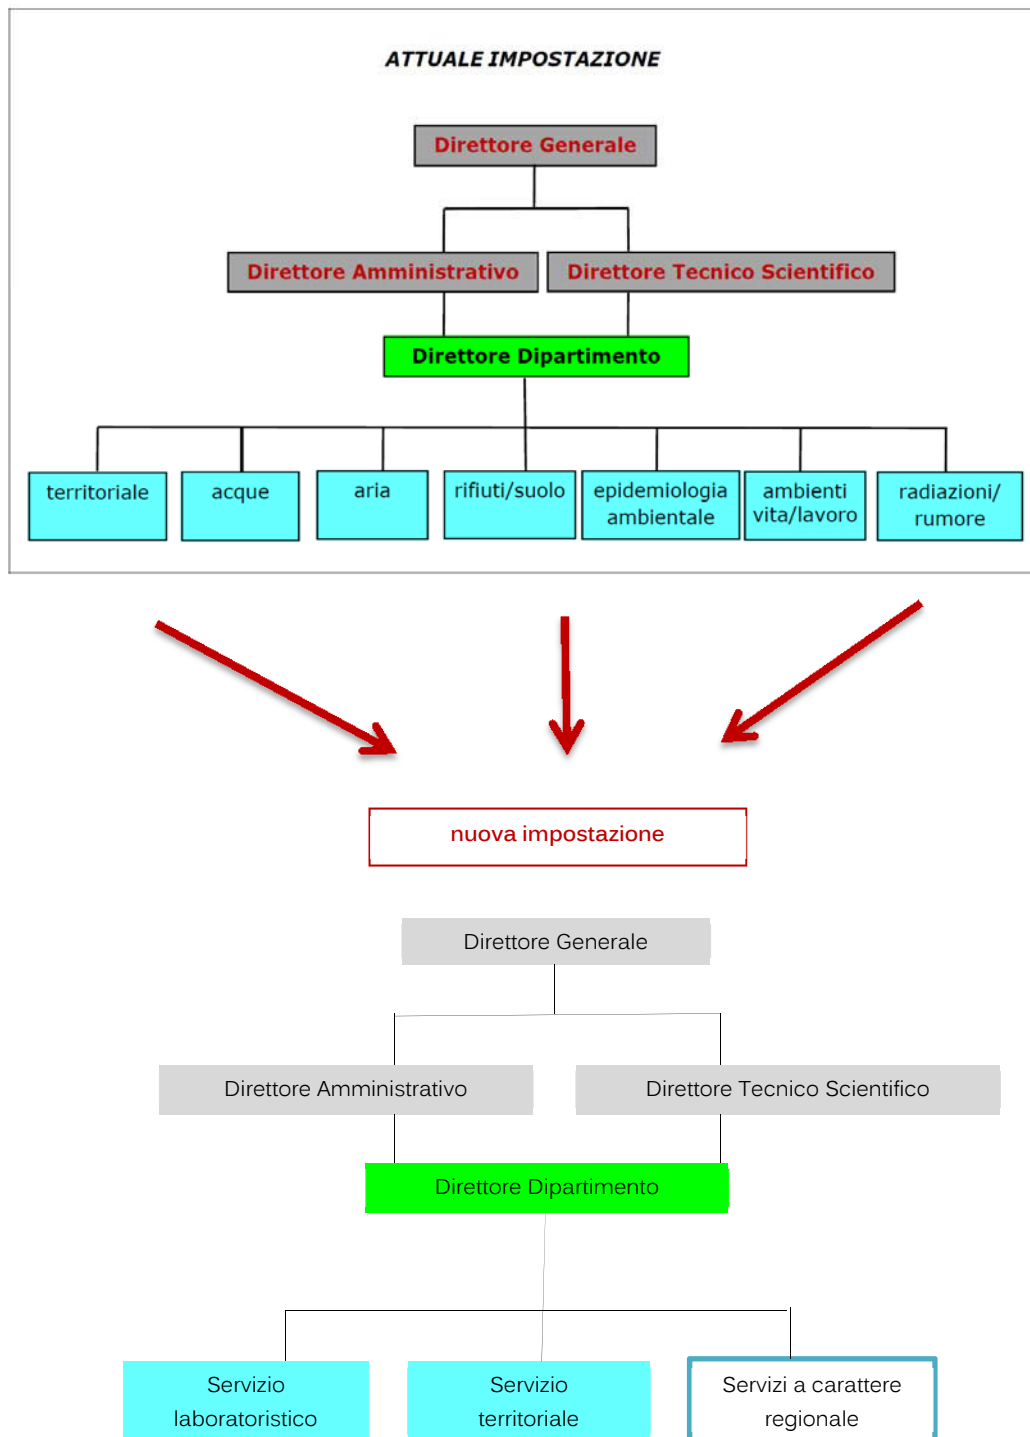 ATTUALE IMPOSTAZIONE
Direttore Generale
Direttore Amministrativo
Direttore Tecnico Scientifico
Direttore Dipartimento
territoriale
acque
aria
rifiuti/suolo
epidemiologia
ambientale
ambienti
vita/lavoro
radiazioni/
rumore
nuova impostazione
Direttore Generale
Direttore Amministrativo
Direttore Tecnico Scientifico
Direttore Dipartimento
Servizio
laboratoristico
Servizio
territoriale
Servizi a carattere
regionale